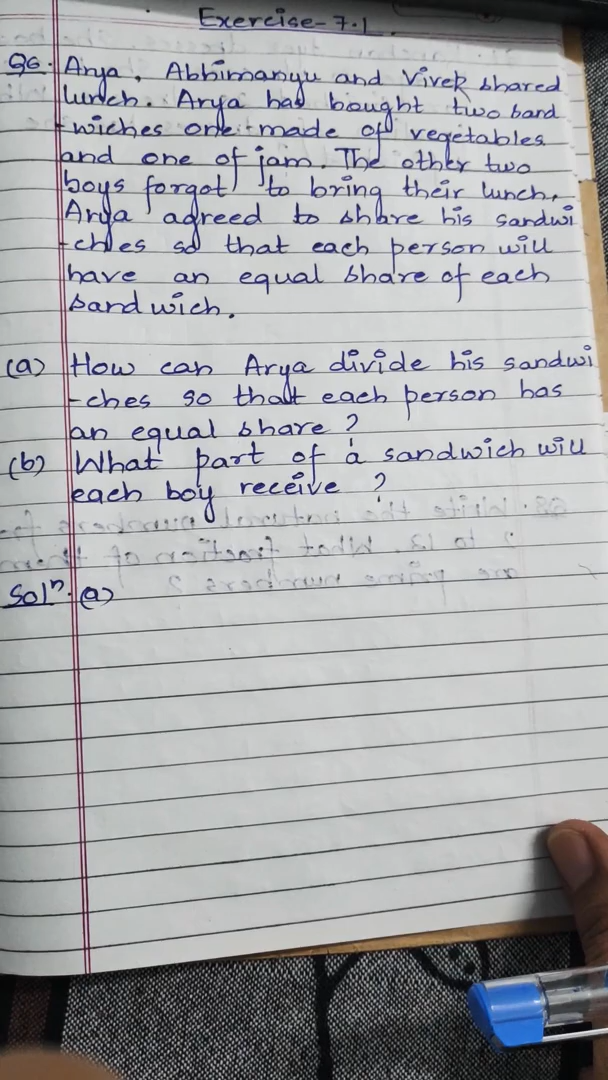 Exercise-7.1
Q6. Arya, Abhimanyu and Vivek shared
lunch. Arya has bought two sand
-wiches one made of vegetables
and one of jam. The other two
boys forgot to bring their lunch.
Arya agreed to share his sandwi
-ches so that each person will
have an equal share of each
sandwich.
(a) How can Arya divide his sandwi
-ches so that each person has
an equal share ?
(b) What part of a sandwich will
each boy receive ?
Solⁿ. (a)